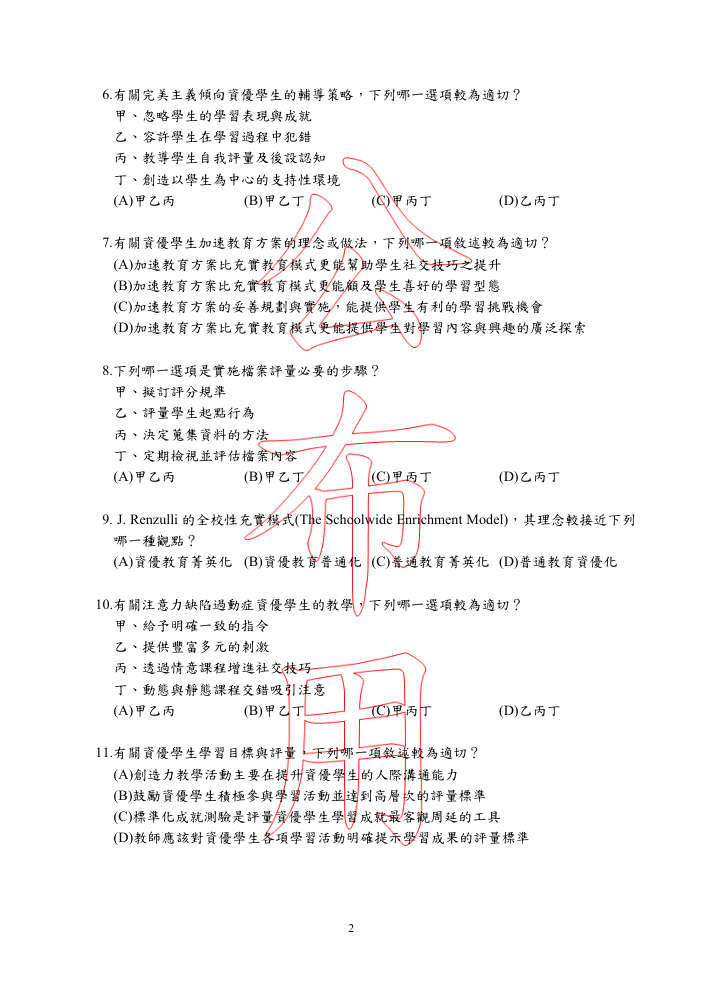 6.有關完美主義傾向資優學生的輔導策略，下列哪一選項較為適切？
甲、忽略學生的學習表現與成就
乙、容許學生在學習過程中犯錯
丙、教導學生自我評量及後設認知
丁、創造以學生為中心的支持性環境
(A)甲乙丙 (B)甲乙丁 (C)甲丙丁 (D)乙丙丁
7.有關資優學生加速教育方案的理念或做法，下列哪一項敘述較為適切？
(A)加速教育方案比充實教育模式更能幫助學生社交技巧之提升
(B)加速教育方案比充實教育模式更能顧及學生喜好的學習型態
(C)加速教育方案的妥善規劃與實施，能提供學生有利的學習挑戰機會
(D)加速教育方案比充實教育模式更能提供學生對學習內容與興趣的廣泛探索
8.下列哪一選項是實施檔案評量必要的步驟？
甲、擬訂評分規準
乙、評量學生起點行為
丙、決定蒐集資料的方法
丁、定期檢視並評估檔案內容
(A)甲乙丙 (B)甲乙丁 (C)甲丙丁 (D)乙丙丁
9. J. Renzulli 的全校性充實模式(The Schoolwide Enrichment Model)，其理念較接近下列
哪一種觀點？
(A)資優教育菁英化 (B)資優教育普通化 (C)普通教育菁英化 (D)普通教育資優化
10.有關注意力缺陷過動症資優學生的教學，下列哪一選項較為適切？
甲、給予明確一致的指令
乙、提供豐富多元的刺激
丙、透過情意課程增進社交技巧
丁、動態與靜態課程交錯吸引注意
(A)甲乙丙 (B)甲乙丁 (C)甲丙丁 (D)乙丙丁
11.有關資優學生學習目標與評量，下列哪一項敘述較為適切？
(A)創造力教學活動主要在提升資優學生的人際溝通能力
(B)鼓勵資優學生積極參與學習活動並達到高層次的評量標準
(C)標準化成就測驗是評量資優學生學習成就最客觀周延的工具
(D)教師應該對資優學生各項學習活動明確提示學習成果的評量標準
公布用
2